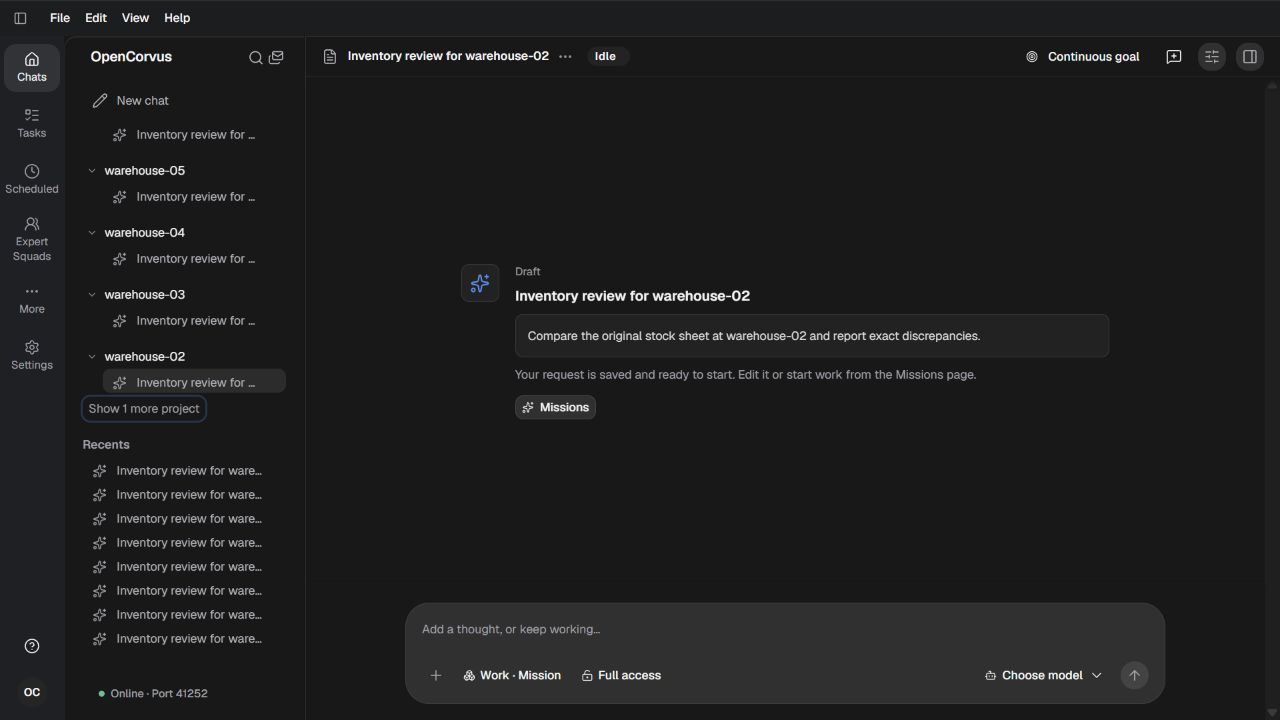 File Edit View Help
OpenCorvus
Chats
Tasks
Scheduled
Expert
Squads
More
Settings
OC
New chat
Inventory review for ...
warehouse-05
Inventory review for ...
warehouse-04
Inventory review for ...
warehouse-03
Inventory review for ...
warehouse-02
Inventory review for ...
Show 1 more project
Recents
Inventory review for ware...
Inventory review for ware...
Inventory review for ware...
Inventory review for ware...
Inventory review for ware...
Inventory review for ware...
Inventory review for ware...
Inventory review for ware...
Online · Port 41252
Inventory review for warehouse-02 ··· Idle
Continuous goal
Draft
Inventory review for warehouse-02
Compare the original stock sheet at warehouse-02 and report exact discrepancies.
Your request is saved and ready to start. Edit it or start work from the Missions page.
Missions
Add a thought, or keep working...
Work · Mission Full access Choose model